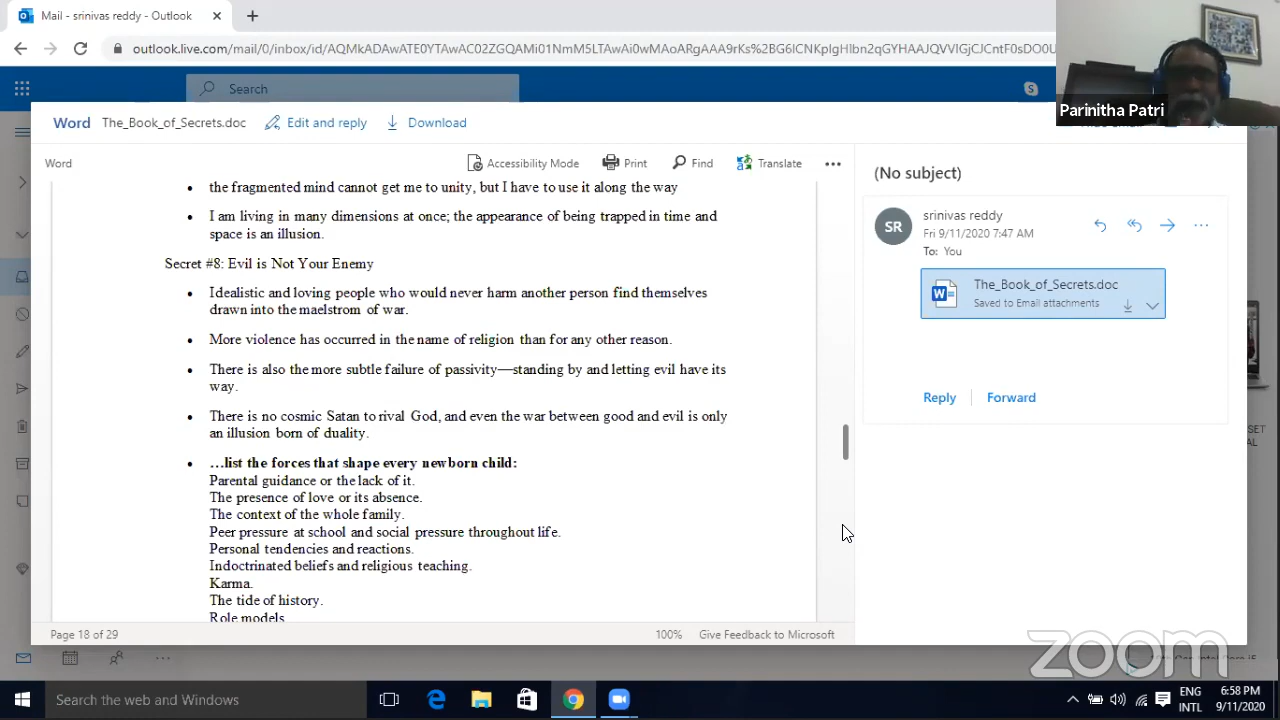 Mail - srinivas reddy - Outlook
outlook.live.com/mail/0/inbox/id/
Search
Parinitha Patri
Word The_Book_of_Secrets.doc Edit and reply Download
Word Accessibility Mode Print Find Translate
the fragmented mind cannot get me to unity, but I have to use it along the way
I am living in many dimensions at once; the appearance of being trapped in time and
space is an illusion.
Secret #8: Evil is Not Your Enemy
Idealistic and loving people who would never harm another person find themselves
drawn into the maelstrom of war.
More violence has occurred in the name of religion than for any other reason.
There is also the more subtle failure of passivity—standing by and letting evil have its
way.
There is no cosmic Satan to rival God, and even the war between good and evil is only
an illusion born of duality.
…list the forces that shape every newborn child:
Parental guidance or the lack of it.
The presence of love or its absence.
The context of the whole family.
Peer pressure at school and social pressure throughout life.
Personal tendencies and reactions.
Indoctrinated beliefs and religious teaching.
Karma.
The tide of history.
Role models.
Page 18 of 29 100% Give Feedback to Microsoft
(No subject)
SR
srinivas reddy
Fri 9/11/2020 7:47 AM
To: You
The_Book_of_Secrets.doc
Saved to Email attachments
Reply Forward
zoom
Search the web and Windows
ENG
INTL
6:58 PM
9/11/2020